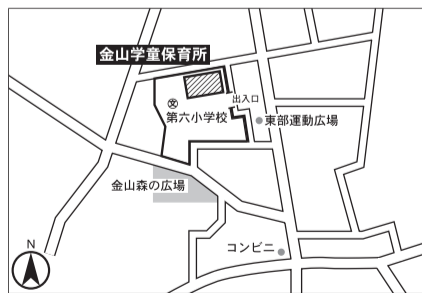 金山学童保育所
出入口
文
第六小学校
東部運動広場
金山森の広場
コンビニ
N